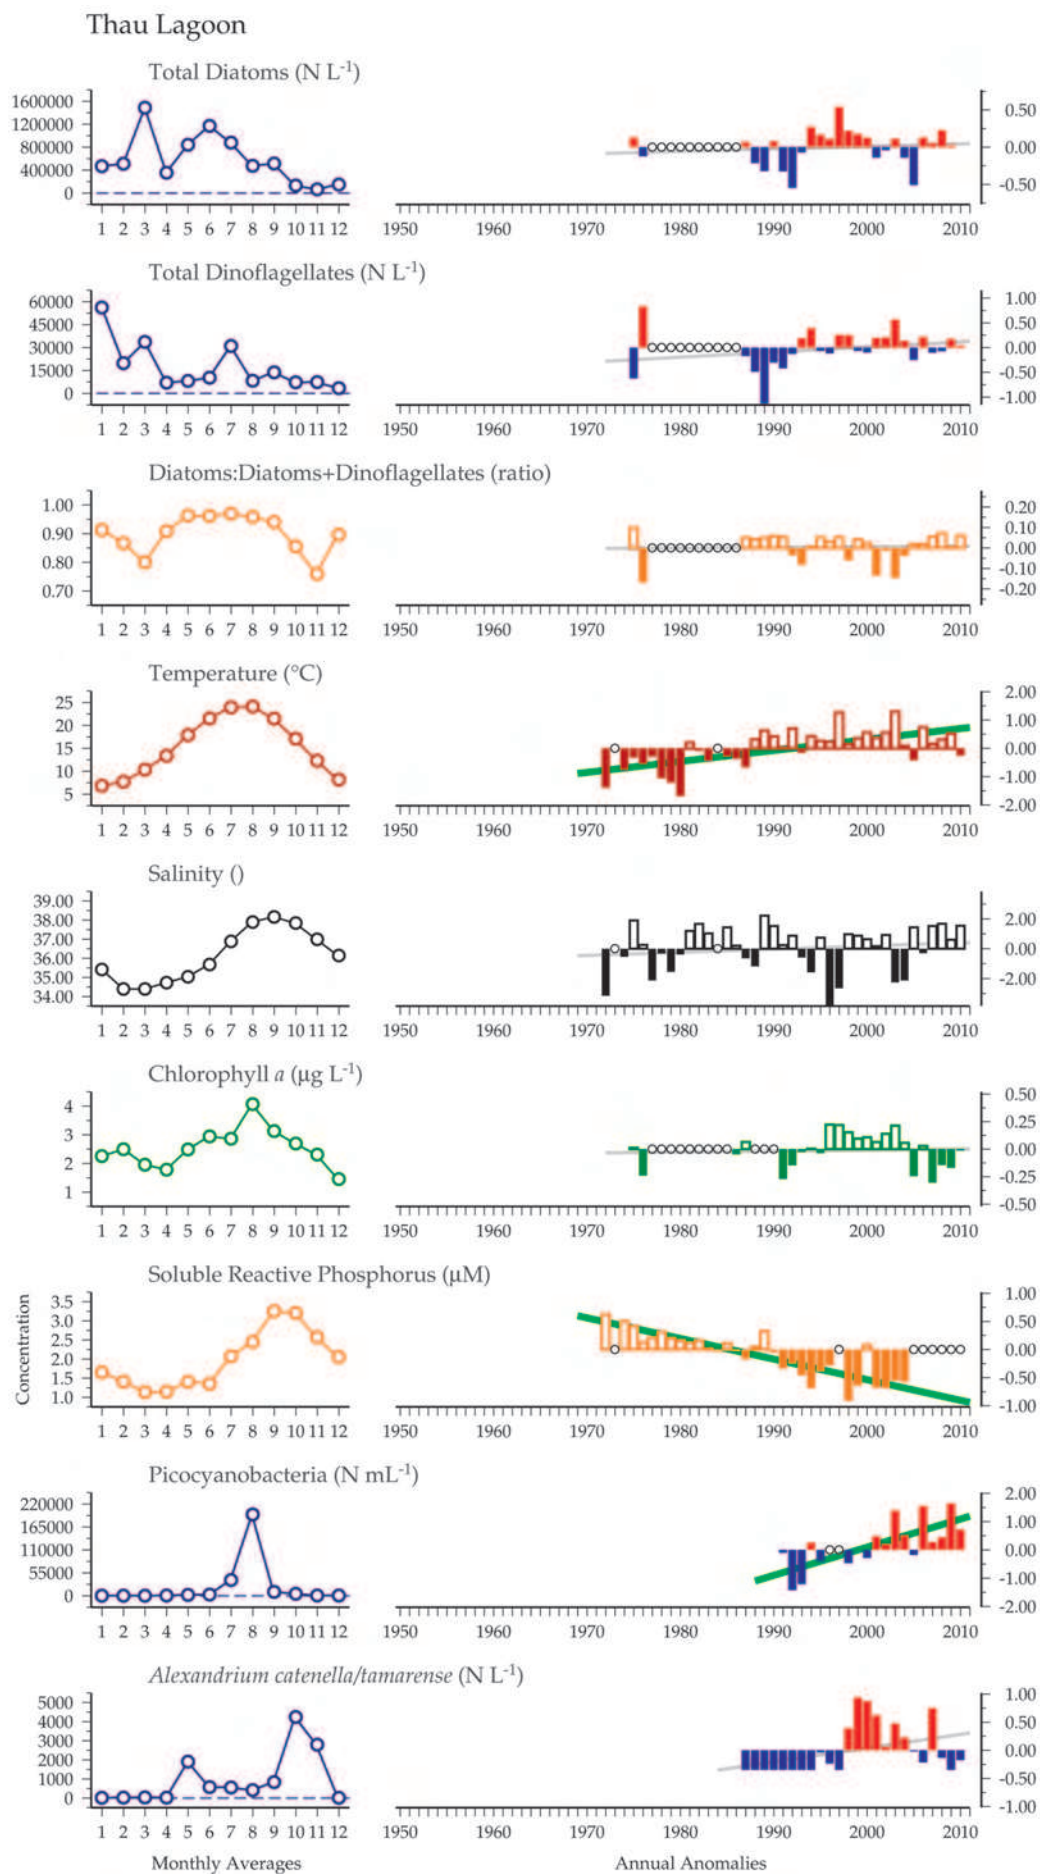 Thau Lagoon
Total Diatoms (N L-1)
1600000
1200000
800000
400000
0
0.50
0.00
-0.50
1 2 3 4 5 6 7 8 9 10 11 12
1950 1960 1970 1980 1990 2000 2010
Total Dinoflagellates (N L-1)
60000
45000
30000
15000
0
1.00
0.50
0.00
-0.50
-1.00
1 2 3 4 5 6 7 8 9 10 11 12
1950 1960 1970 1980 1990 2000 2010
Diatoms:Diatoms+Dinoflagellates (ratio)
1.00
0.90
0.80
0.70
0.20
0.10
0.00
-0.10
-0.20
1 2 3 4 5 6 7 8 9 10 11 12
1950 1960 1970 1980 1990 2000 2010
Temperature (°C)
25
20
15
10
5
2.00
1.00
0.00
-1.00
-2.00
1 2 3 4 5 6 7 8 9 10 11 12
1950 1960 1970 1980 1990 2000 2010
Salinity ()
39.00
38.00
37.00
36.00
35.00
34.00
2.00
0.00
-2.00
1 2 3 4 5 6 7 8 9 10 11 12
1950 1960 1970 1980 1990 2000 2010
Chlorophyll a (µg L-1)
4
3
2
1
0.50
0.25
0.00
-0.25
-0.50
1 2 3 4 5 6 7 8 9 10 11 12
1950 1960 1970 1980 1990 2000 2010
Soluble Reactive Phosphorus (µM)
Concentration
3.5
3.0
2.5
2.0
1.5
1.0
1.00
0.50
0.00
-0.50
-1.00
1 2 3 4 5 6 7 8 9 10 11 12
1950 1960 1970 1980 1990 2000 2010
Picocyanobacteria (N mL-1)
220000
165000
110000
55000
0
2.00
1.00
0.00
-1.00
-2.00
1 2 3 4 5 6 7 8 9 10 11 12
1950 1960 1970 1980 1990 2000 2010
Alexandrium catenella/tamarense (N L-1)
5000
4000
3000
2000
1000
0
1.00
0.50
0.00
-0.50
-1.00
1 2 3 4 5 6 7 8 9 10 11 12
1950 1960 1970 1980 1990 2000 2010
Monthly Averages
Annual Anomalies